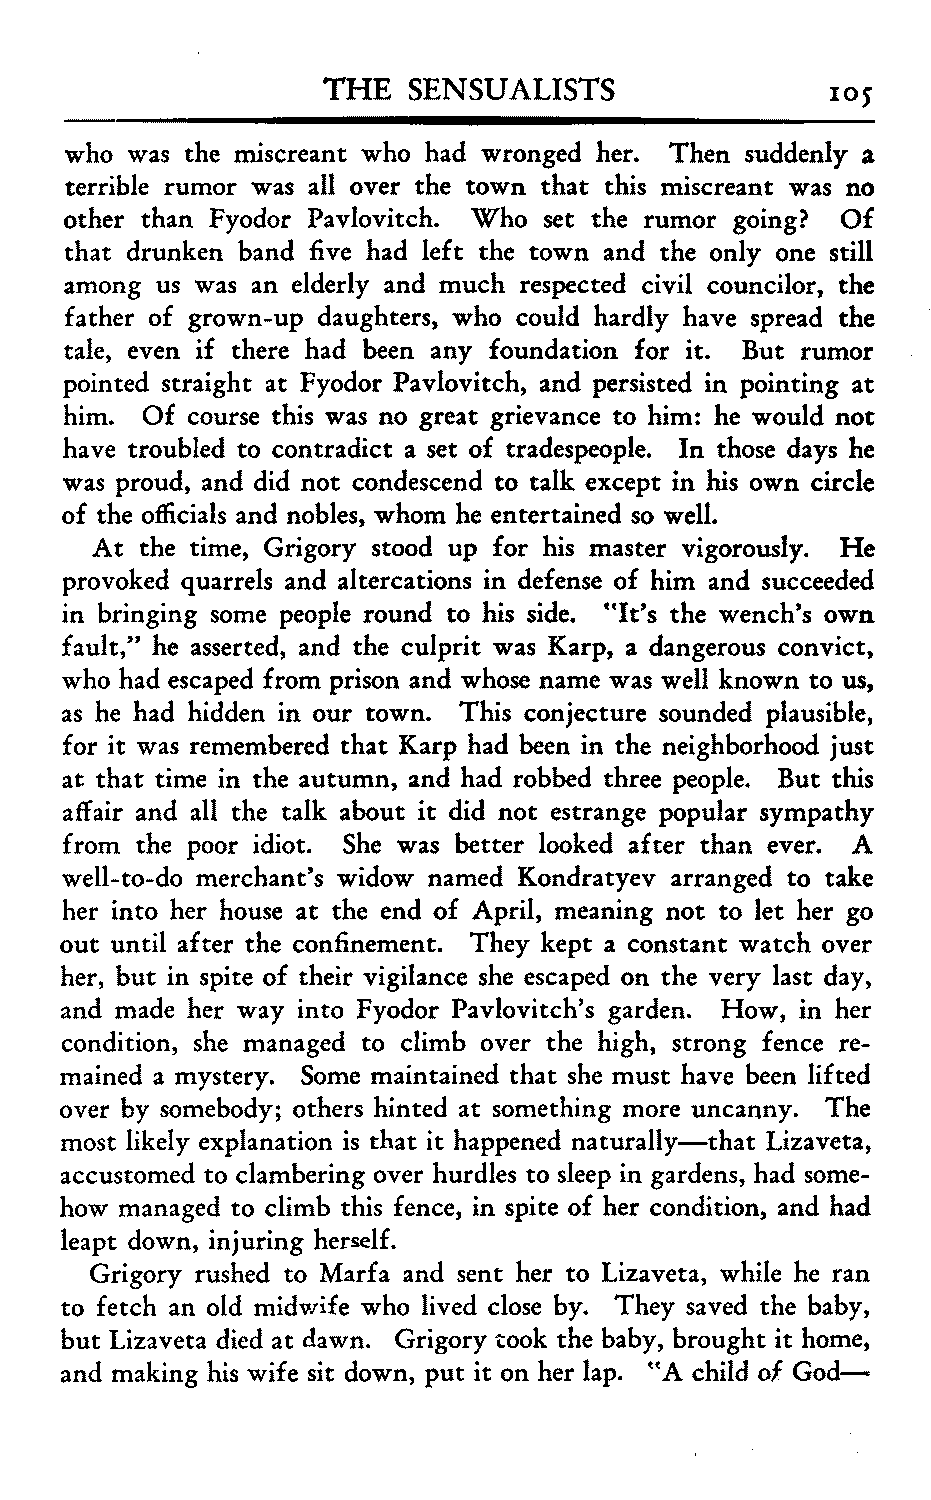 THE SENSUALISTS 105
who was the miscreant who had wronged her. Then suddenly a
terrible rumor was all over the town that this miscreant was no
other than Fyodor Pavlovitch. Who set the rumor going? Of
that drunken band five had left the town and the only one still
among us was an elderly and much respected civil councilor, the
father of grown-up daughters, who could hardly have spread the
tale, even if there had been any foundation for it. But rumor
pointed straight at Fyodor Pavlovitch, and persisted in pointing at
him. Of course this was no great grievance to him: he would not
have troubled to contradict a set of tradespeople. In those days he
was proud, and did not condescend to talk except in his own circle
of the officials and nobles, whom he entertained so well.
At the time, Grigory stood up for his master vigorously. He
provoked quarrels and altercations in defense of him and succeeded
in bringing some people round to his side. "It's the wench's own
fault," he asserted, and the culprit was Karp, a dangerous convict,
who had escaped from prison and whose name was well known to us,
as he had hidden in our town. This conjecture sounded plausible,
for it was remembered that Karp had been in the neighborhood just
at that time in the autumn, and had robbed three people. But this
affair and all the talk about it did not estrange popular sympathy
from the poor idiot. She was better looked after than ever. A
well-to-do merchant's widow named Kondratyev arranged to take
her into her house at the end of April, meaning not to let her go
out until after the confinement. They kept a constant watch over
her, but in spite of their vigilance she escaped on the very last day,
and made her way into Fyodor Pavlovitch's garden. How, in her
condition, she managed to climb over the high, strong fence re-
mained a mystery. Some maintained that she must have been lifted
over by somebody; others hinted at something more uncanny. The
most likely explanation is that it happened naturally—that Lizaveta,
accustomed to clambering over hurdles to sleep in gardens, had some-
how managed to climb this fence, in spite of her condition, and had
leapt down, injuring herself.
Grigory rushed to Marfa and sent her to Lizaveta, while he ran
to fetch an old midwife who lived close by. They saved the baby,
but Lizaveta died at dawn. Grigory took the baby, brought it home,
and making his wife sit down, put it on her lap. "A child of God—